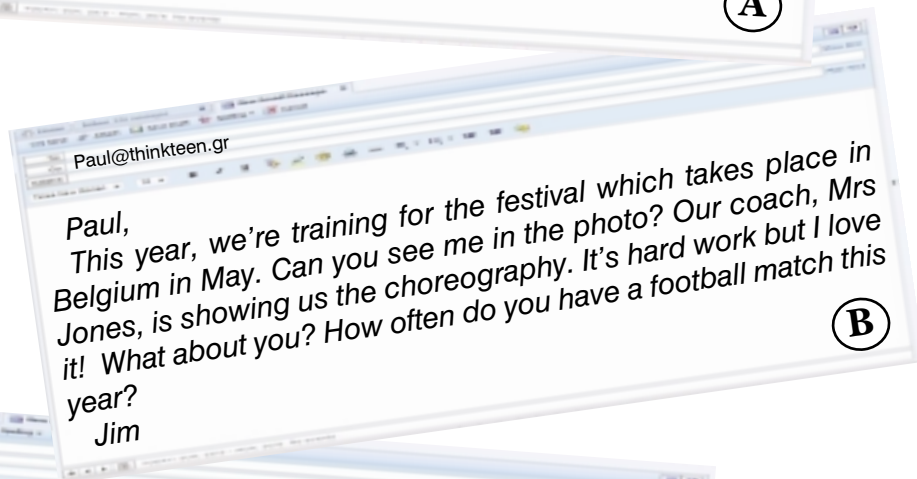 A
Paul@thinkteen.gr
Paul,
This year, we're training for the festival which takes place in
Belgium in May. Can you see me in the photo? Our coach, Mrs
Jones, is showing us the choreography. It's hard work but I love
it! What about you? How often do you have a football match this
year?
Jim
B